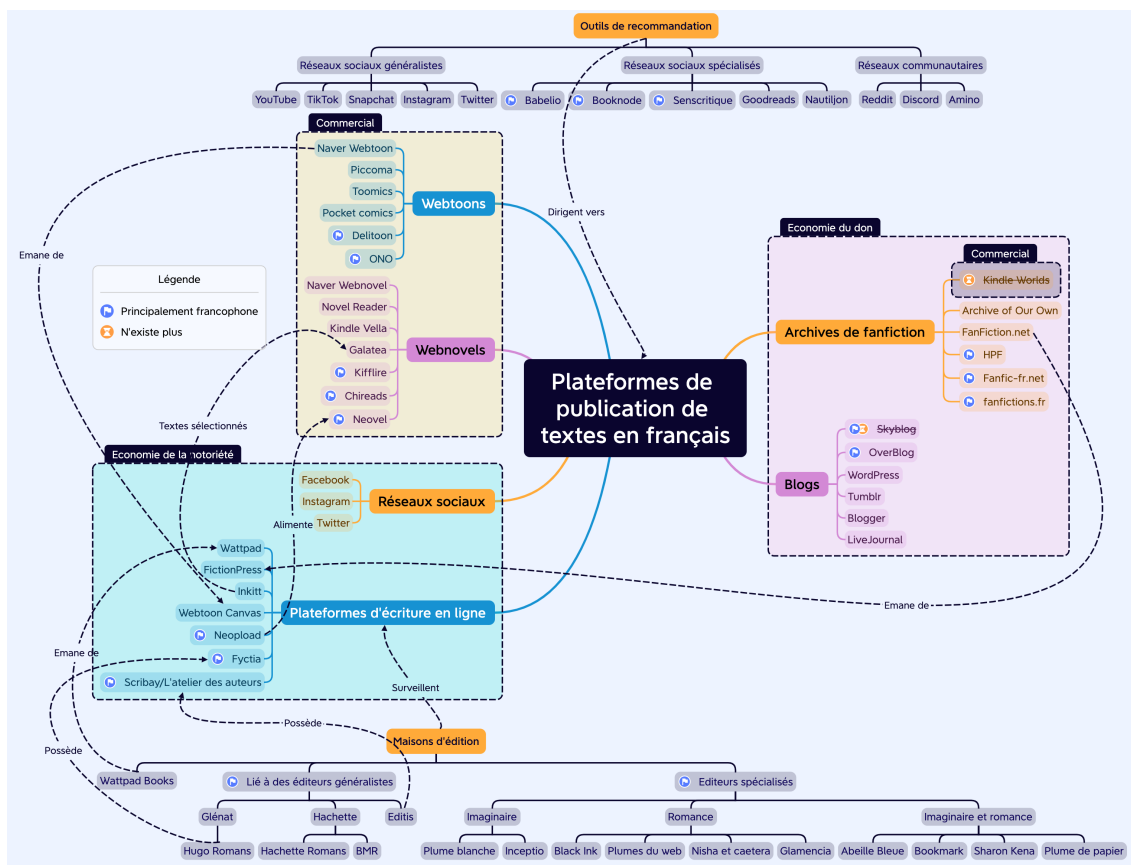 Outils de recommandation
Réseaux sociaux généralistes
Réseaux sociaux spécialisés
Réseaux communautaires
YouTube
TikTok
Snapchat
Instagram
Twitter
Babelio
Booknode
Senscritique
Goodreads
Nautiljon
Reddit
Discord
Amino
Commercial
Naver Webtoon
Piccoma
Toomics
Pocket comics
Delitoon
ONO
Webtoons
Naver Webnovel
Novel Reader
Kindle Vella
Galatea
Kifflire
Chireads
Neovel
Webnovels
Dirigent vers
Emane de
Légende
Principalement francophone
N'existe plus
Textes sélectionnés
Plateformes de
publication de
textes en français
Economie du don
Commercial
Kindle Worlds
Archive of Our Own
FanFiction.net
HPF
Fanfic-fr.net
fanfictions.fr
Archives de fanfiction
Skyblog
OverBlog
WordPress
Tumblr
Blogger
LiveJournal
Blogs
Emane de
Economie de la notoriété
Facebook
Instagram
Twitter
Réseaux sociaux
Alimente
Wattpad
FictionPress
Inkitt
Webtoon Canvas
Neopload
Fyctia
Scribay/L'atelier des auteurs
Plateformes d'écriture en ligne
Emane de
Surveillent
Possède
Possède
Maisons d'édition
Wattpad Books
Lié à des éditeurs généralistes
Editeurs spécialisés
Glénat
Hachette
Editis
Imaginaire
Romance
Imaginaire et romance
Hugo Romans
Hachette Romans
BMR
Plume blanche
Inceptio
Black Ink
Plumes du web
Nisha et caetera
Glamencia
Abeille Bleue
Bookmark
Sharon Kena
Plume de papier